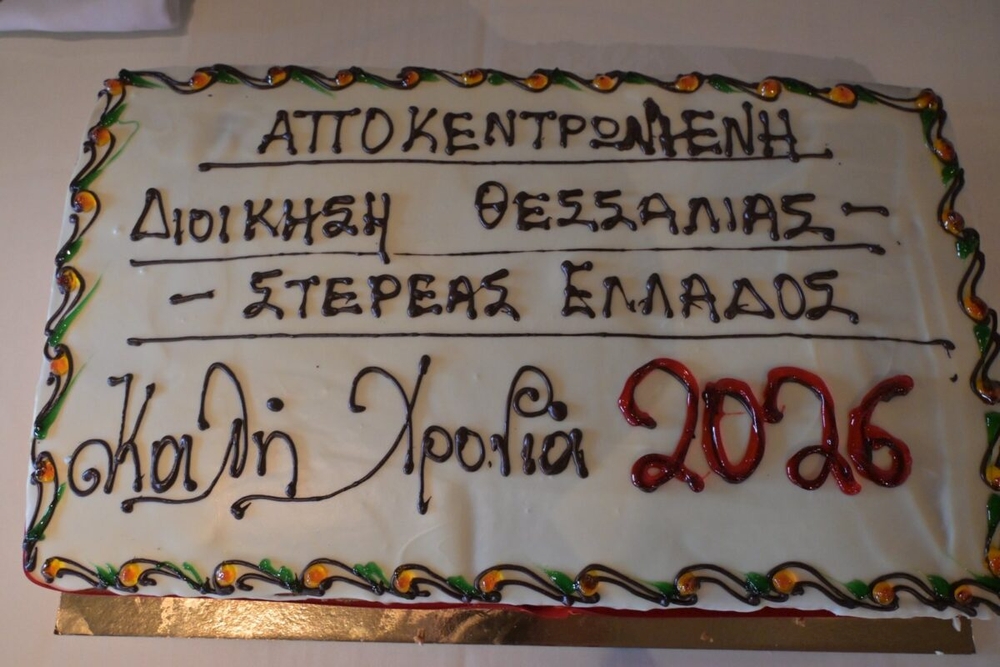 ΑΠΟΚΕΝΤΡΩΜΕΝΗ
ΔΙΟΙΚΗΣΗ ΘΕΣΣΑΛΙΑΣ -
- ΣΤΕΡΕΑΣ ΕΛΛΑΔΟΣ
Καλή Χρονιά 2026